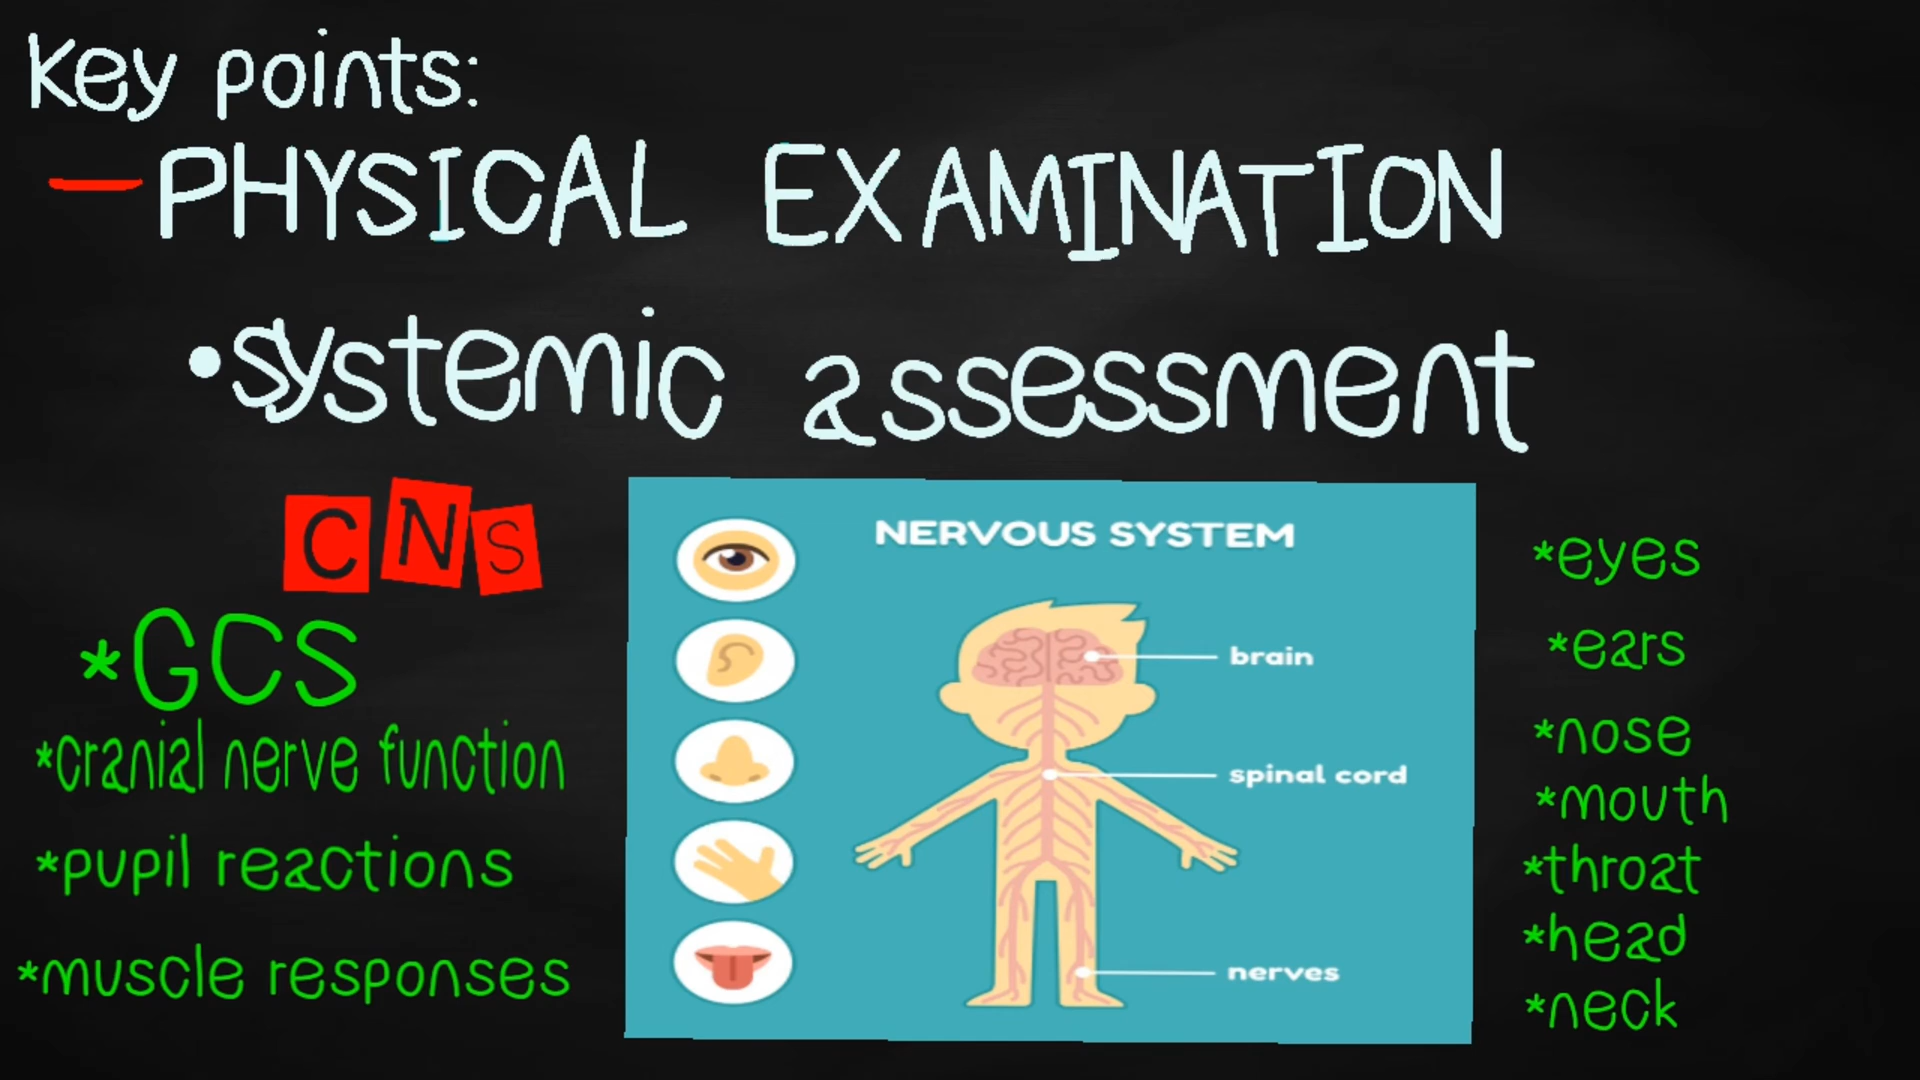 Key points:
— PHYSICAL EXAMINATION
•systemic assessment
CNS
*GCS
*cranial nerve function
*pupil reactions
*muscle responses
NERVOUS SYSTEM
brain
spinal cord
nerves
*eyes
*ears
*nose
*mouth
*throat
*head
*neck